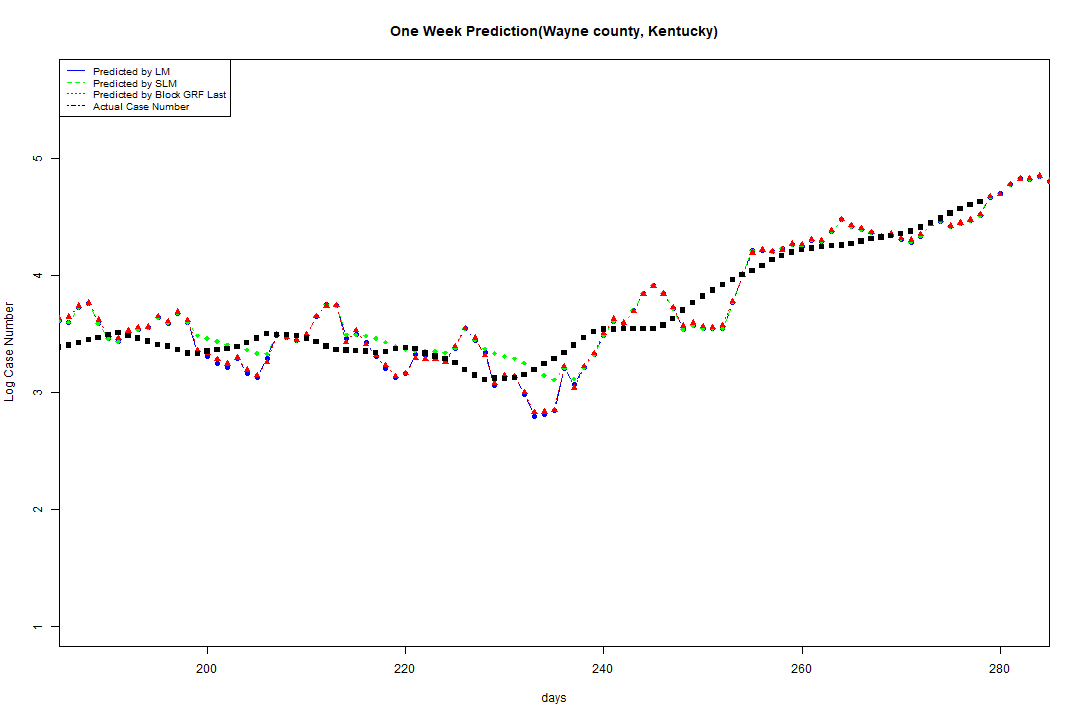 One Week Prediction(Wayne county, Kentucky)
Predicted by LM
Predicted by SLM
Predicted by Block GRF Last
Actual Case Number
5
4
3
2
1
Log Case Number
200 220 240 260 280
days